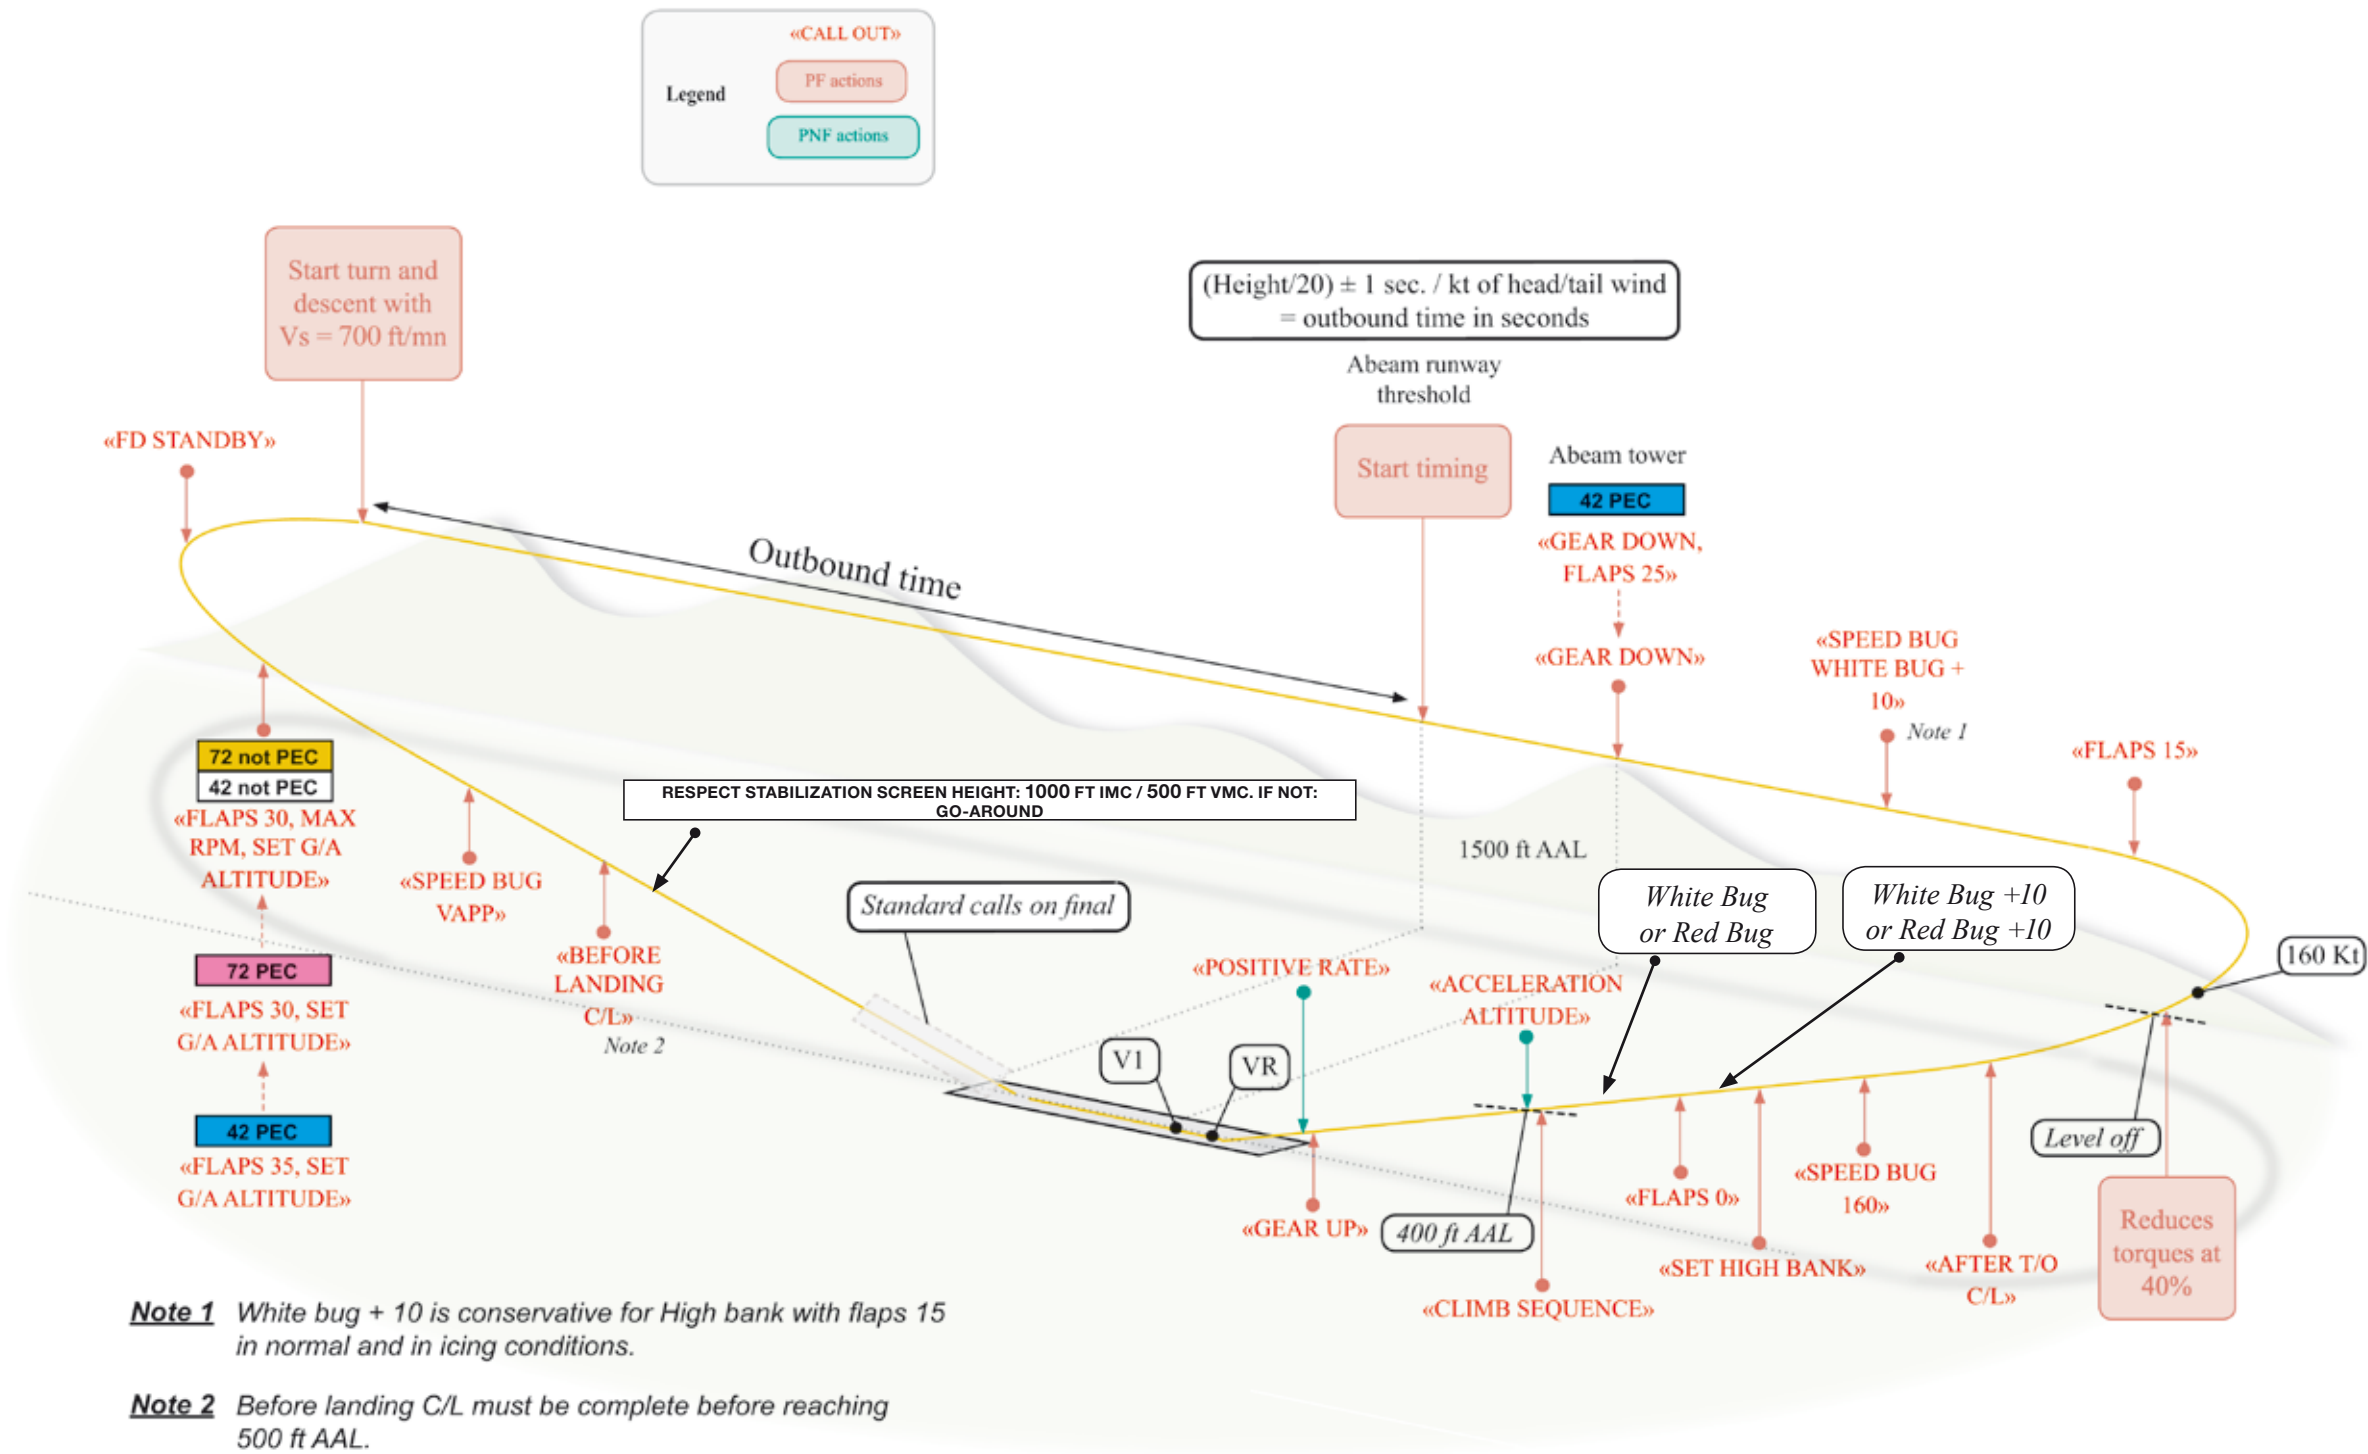 «CALL OUT»
Legend
PF actions
PNF actions
Start turn and
descent with
Vs = 700 ft/mn
(Height/20) ± 1 sec. / kt of head/tail wind
= outbound time in seconds
Abeam runway
threshold
Start timing
Abeam tower
42 PEC
«GEAR DOWN,
FLAPS 25»
«GEAR DOWN»
«SPEED BUG
WHITE BUG +
10»
Note 1
«FLAPS 15»
«FD STANDBY»
Outbound time
72 not PEC
42 not PEC
«FLAPS 30, MAX
RPM, SET G/A
ALTITUDE»
72 PEC
«FLAPS 30, SET
G/A ALTITUDE»
42 PEC
«FLAPS 35, SET
G/A ALTITUDE»
«SPEED BUG
VAPP»
«BEFORE
LANDING
C/L»
Note 2
RESPECT STABILIZATION SCREEN HEIGHT: 1000 FT IMC / 500 FT VMC. IF NOT:
GO-AROUND
Standard calls on final
1500 ft AAL
White Bug
or Red Bug
White Bug +10
or Red Bug +10
160 Kt
«POSITIVE RATE»
«ACCELERATION
ALTITUDE»
V1
VR
«GEAR UP»
400 ft AAL
«CLIMB SEQUENCE»
«FLAPS 0»
«SET HIGH BANK»
«SPEED BUG
160»
«AFTER T/O
C/L»
Level off
Reduces
torques at
40%
Note 1 White bug + 10 is conservative for High bank with flaps 15
in normal and in icing conditions.
Note 2 Before landing C/L must be complete before reaching
500 ft AAL.